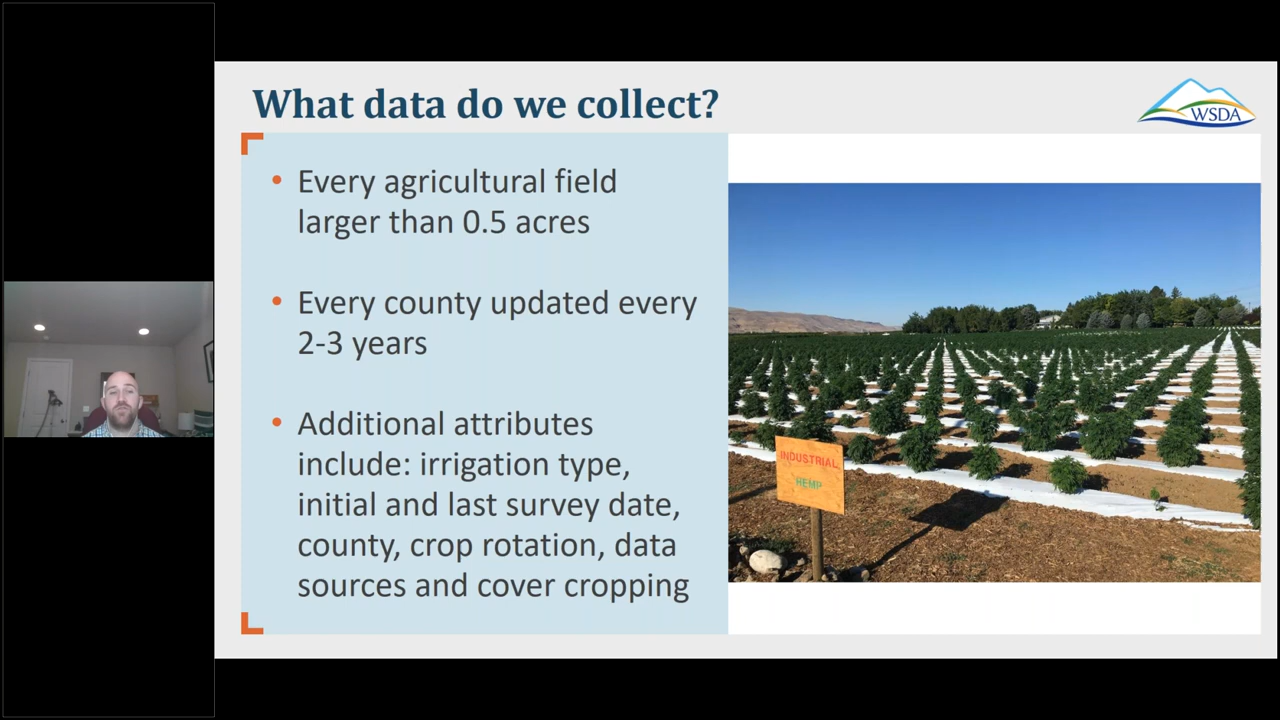 What data do we collect?
WSDA
• Every agricultural field
larger than 0.5 acres
• Every county updated every
2-3 years
• Additional attributes
include: irrigation type,
initial and last survey date,
county, crop rotation, data
sources and cover cropping
INDUSTRIAL
HEMP